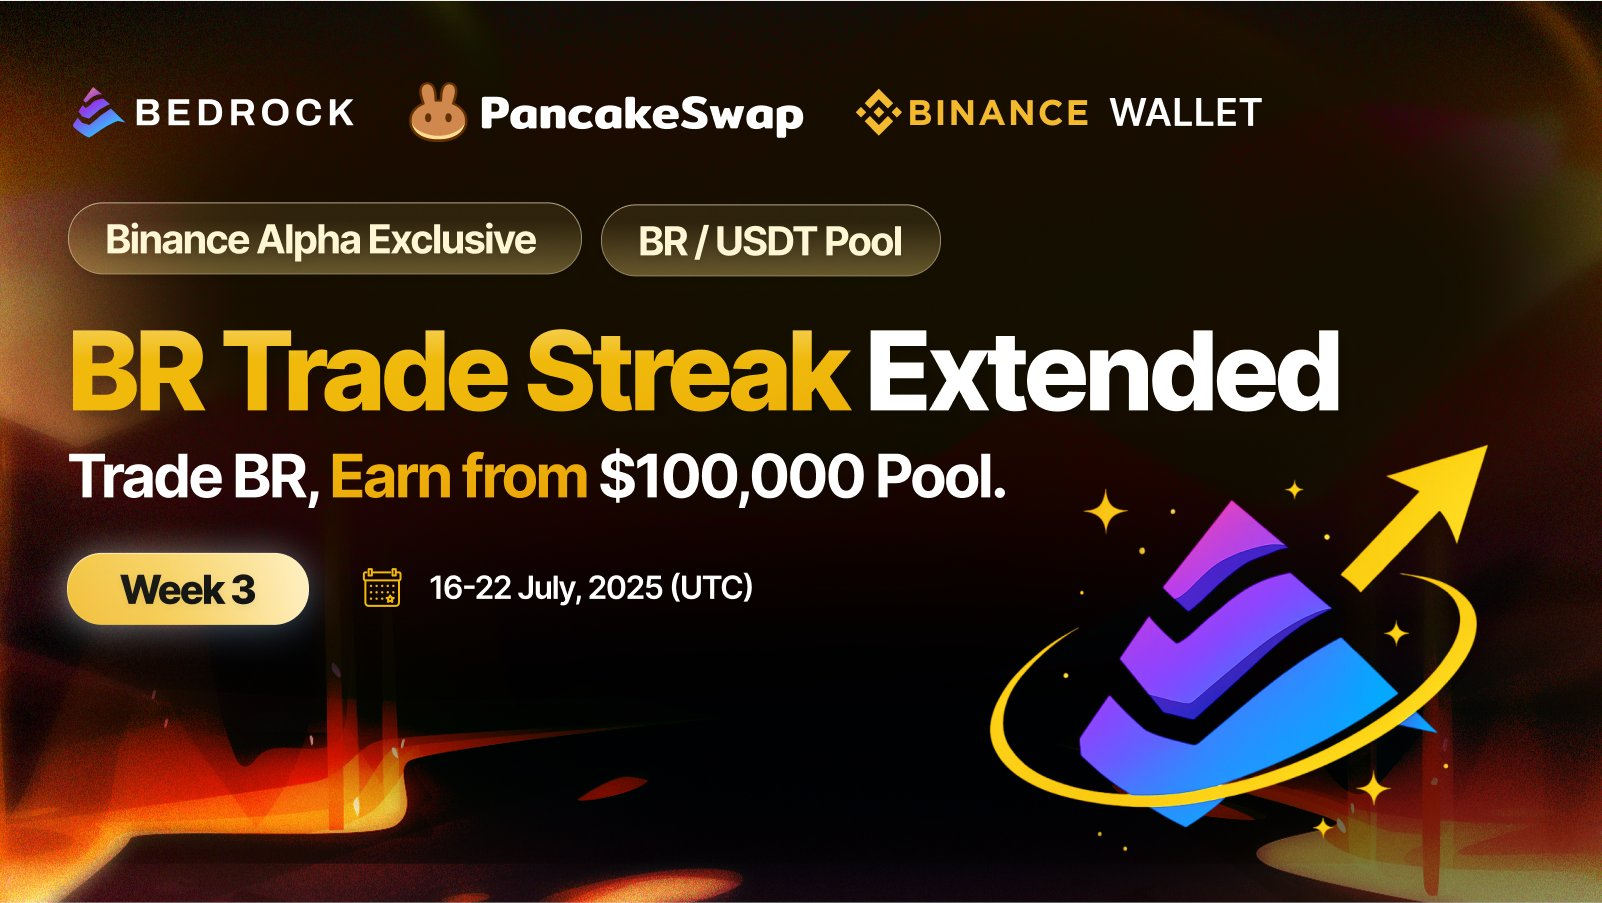 BEDROCK PancakeSwap BINANCE WALLET
Binance Alpha Exclusive BR / USDT Pool
BR Trade Streak Extended
Trade BR, Earn from $100,000 Pool.
Week 3 16-22 July, 2025 (UTC)